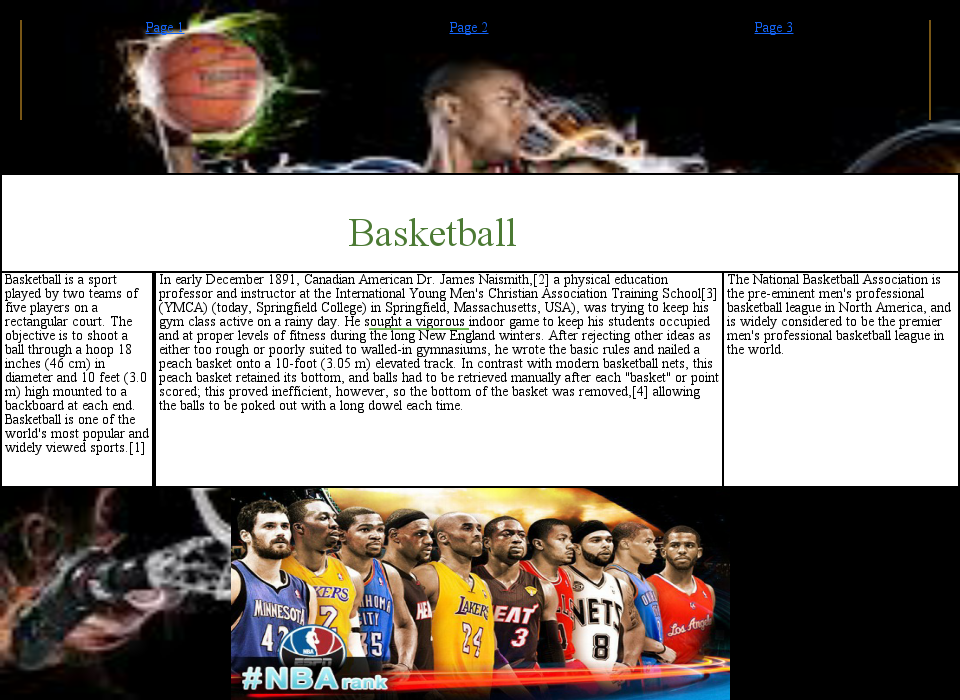 Page 1
Page 2
Page 3
Basketball
Basketball is a sport
played by two teams of
five players on a
rectangular court. The
objective is to shoot a
ball through a hoop 18
inches (46 cm) in
diameter and 10 feet (3.0
m) high mounted to a
backboard at each end.
Basketball is one of the
world's most popular and
widely viewed sports.[1]
In early December 1891, Canadian American Dr. James Naismith,[2] a physical education
professor and instructor at the International Young Men's Christian Association Training School[3]
(YMCA) (today, Springfield College) in Springfield, Massachusetts, USA), was trying to keep his
gym class active on a rainy day. He sought a vigorous indoor game to keep his students occupied
and at proper levels of fitness during the long New England winters. After rejecting other ideas as
either too rough or poorly suited to walled-in gymnasiums, he wrote the basic rules and nailed a
peach basket onto a 10-foot (3.05 m) elevated track. In contrast with modern basketball nets, this
peach basket retained its bottom, and balls had to be retrieved manually after each "basket" or point
scored; this proved inefficient, however, so the bottom of the basket was removed,[4] allowing
the balls to be poked out with a long dowel each time.
The National Basketball Association is
the pre-eminent men's professional
basketball league in North America, and
is widely considered to be the premier
men's professional basketball league in
the world.
MINNESOTA
42
KERS
2
HOMA
CITY
35
HEA
LAKERS
24
HEAT
3
LLS
NETS
8
Los Angeles
NBA
ESPN
#NBArank